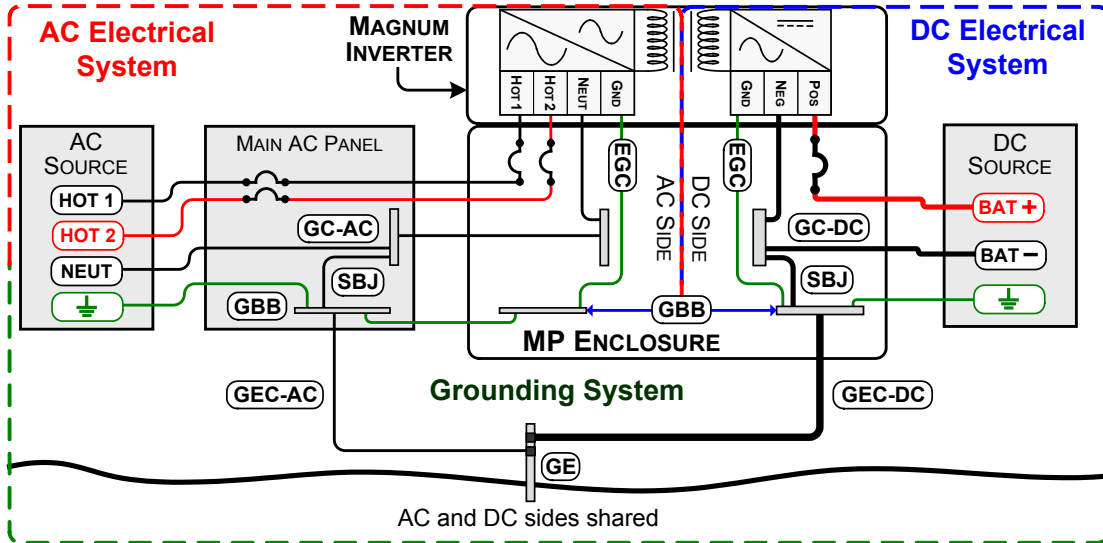 AC Electrical
System
MAGNUM
INVERTER
DC Electrical
System
HOT 1
HOT 2
NEUT
GND
GND
NEG
POS
AC
SOURCE
HOT 1
HOT 2
NEUT
MAIN AC PANEL
GC-AC
SBJ
GBB
EGC
AC SIDE
DC SIDE
EGC
GC-DC
SBJ
GBB
MP ENCLOSURE
DC
SOURCE
BAT +
BAT –
GEC-AC
Grounding System
GEC-DC
GE
AC and DC sides shared